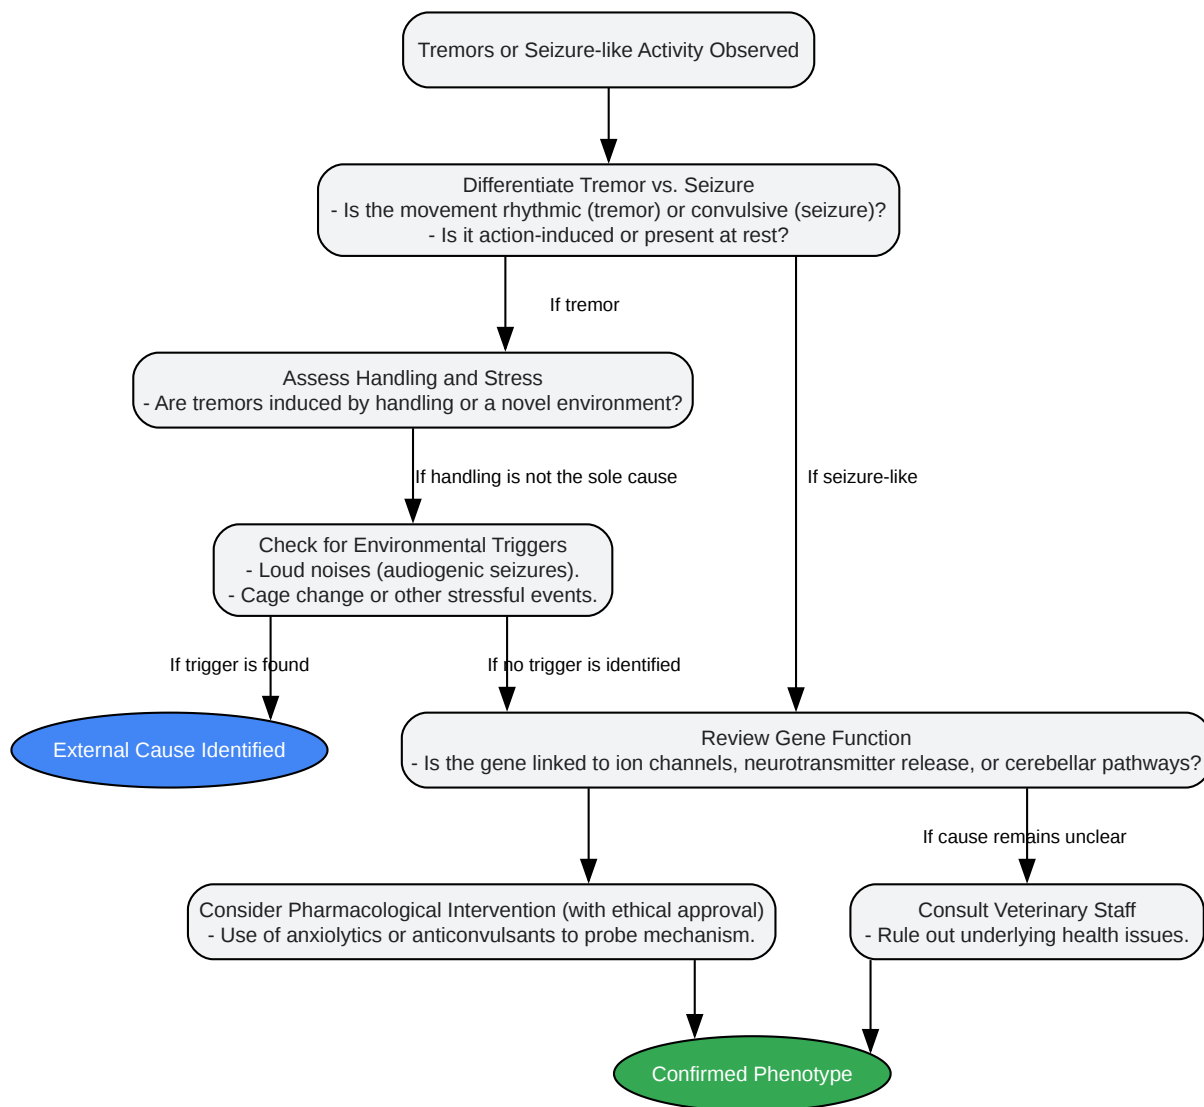 Tremors or Seizure-like Activity Observed
Differentiate Tremor vs. Seizure
- Is the movement rhythmic (tremor) or convulsive (seizure)?
- Is it action-induced or present at rest?
If tremor
Assess Handling and Stress
- Are tremors induced by handling or a novel environment?
If handling is not the sole cause
If seizure-like
Check for Environmental Triggers
- Loud noises (audiogenic seizures).
- Cage change or other stressful events.
If trigger is found
If no trigger is identified
External Cause Identified
Review Gene Function
- Is the gene linked to ion channels, neurotransmitter release, or cerebellar pathways?
If cause remains unclear
Consider Pharmacological Intervention (with ethical approval)
- Use of anxiolytics or anticonvulsants to probe mechanism.
Consult Veterinary Staff
- Rule out underlying health issues.
Confirmed Phenotype